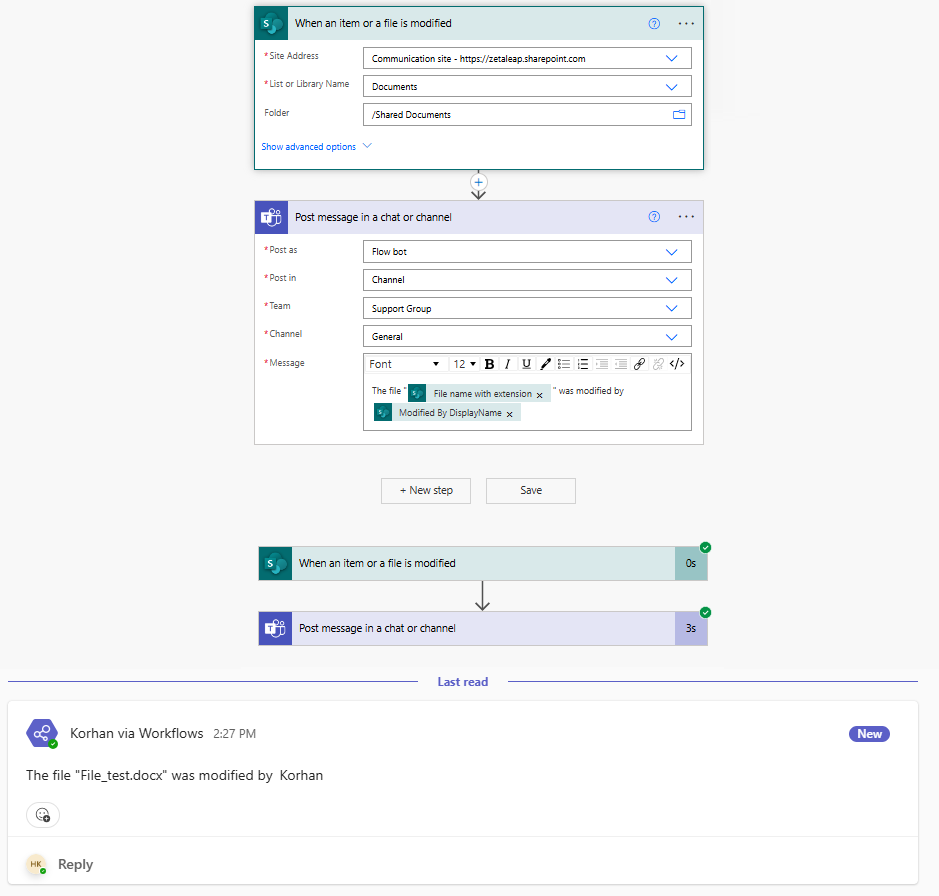 When an item or a file is modified
* Site Address
Communication site - https://zetaleap.sharepoint.com
* List or Library Name
Documents
Folder
/Shared Documents
Show advanced options
Post message in a chat or channel
* Post as
Flow bot
* Post in
Channel
* Team
Support Group
* Channel
General
* Message
Font 12 B I U </>
The file " File name with extension × " was modified by
Modified By DisplayName ×
+ New step Save
When an item or a file is modified 0s
Post message in a chat or channel 3s
Last read
Korhan via Workflows 2:27 PM New
The file "File_test.docx" was modified by Korhan
HK Reply